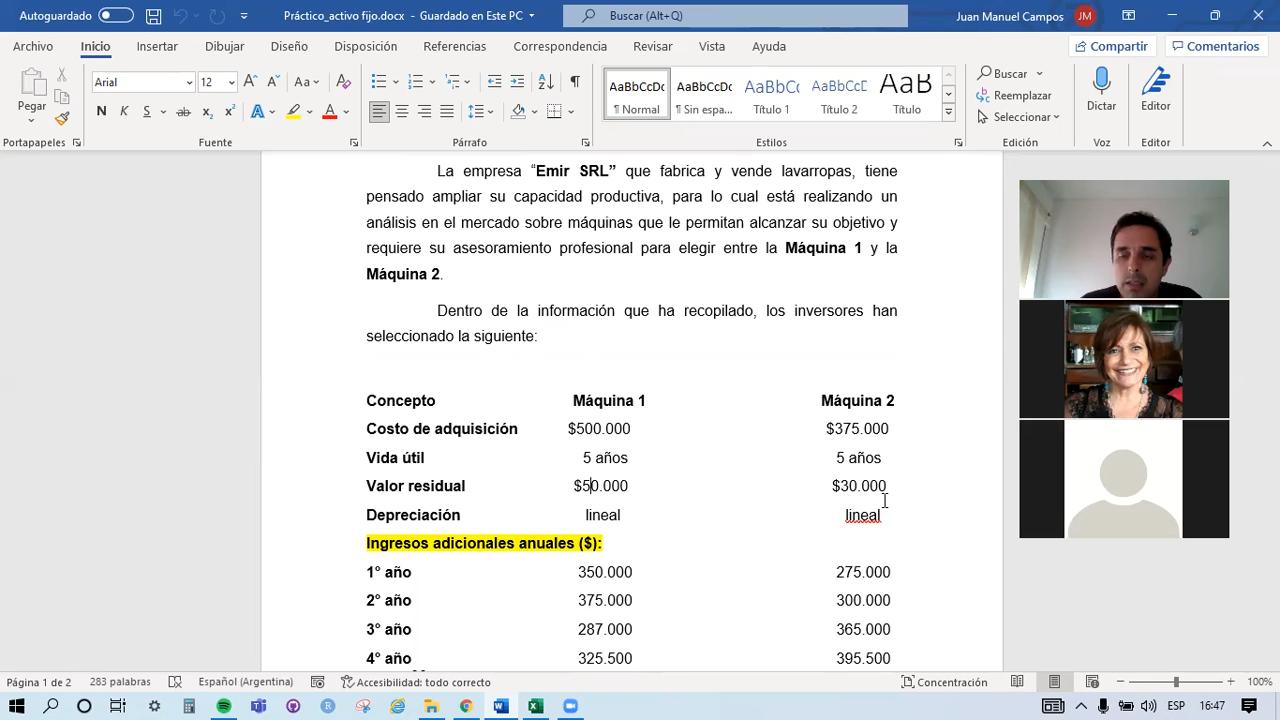 Autoguardado
Práctico_activo fijo.docx - Guardado en Este PC
Buscar (Alt+Q)
Juan Manuel Campos
JM
Archivo Inicio Insertar Dibujar Diseño Disposición Referencias Correspondencia Revisar Vista Ayuda
Compartir
Comentarios
Pegar
Arial
12
N K S
AaBbCcDc AaBbCcDc AaBbCc AaBbCcD AaB
¶ Normal ¶ Sin espa... Título 1 Título 2 Título
Buscar
Reemplazar
Seleccionar
Dictar
Editor
Portapapeles Fuente Párrafo Estilos Edición Voz Editor
La empresa “Emir SRL” que fabrica y vende lavarropas, tiene
pensado ampliar su capacidad productiva, para lo cual está realizando un
análisis en el mercado sobre máquinas que le permitan alcanzar su objetivo y
requiere su asesoramiento profesional para elegir entre la Máquina 1 y la
Máquina 2.
Dentro de la información que ha recopilado, los inversores han
seleccionado la siguiente:
Concepto Máquina 1 Máquina 2
Costo de adquisición $500.000 $375.000
Vida útil 5 años 5 años
Valor residual $50.000 $30.000
Depreciación lineal lineal
Ingresos adicionales anuales ($):
1° año 350.000 275.000
2° año 375.000 300.000
3° año 287.000 365.000
4° año 325.500 395.500
Página 1 de 2 283 palabras Español (Argentina) Accesibilidad: todo correcto Concentración 100%
ESP 16:47